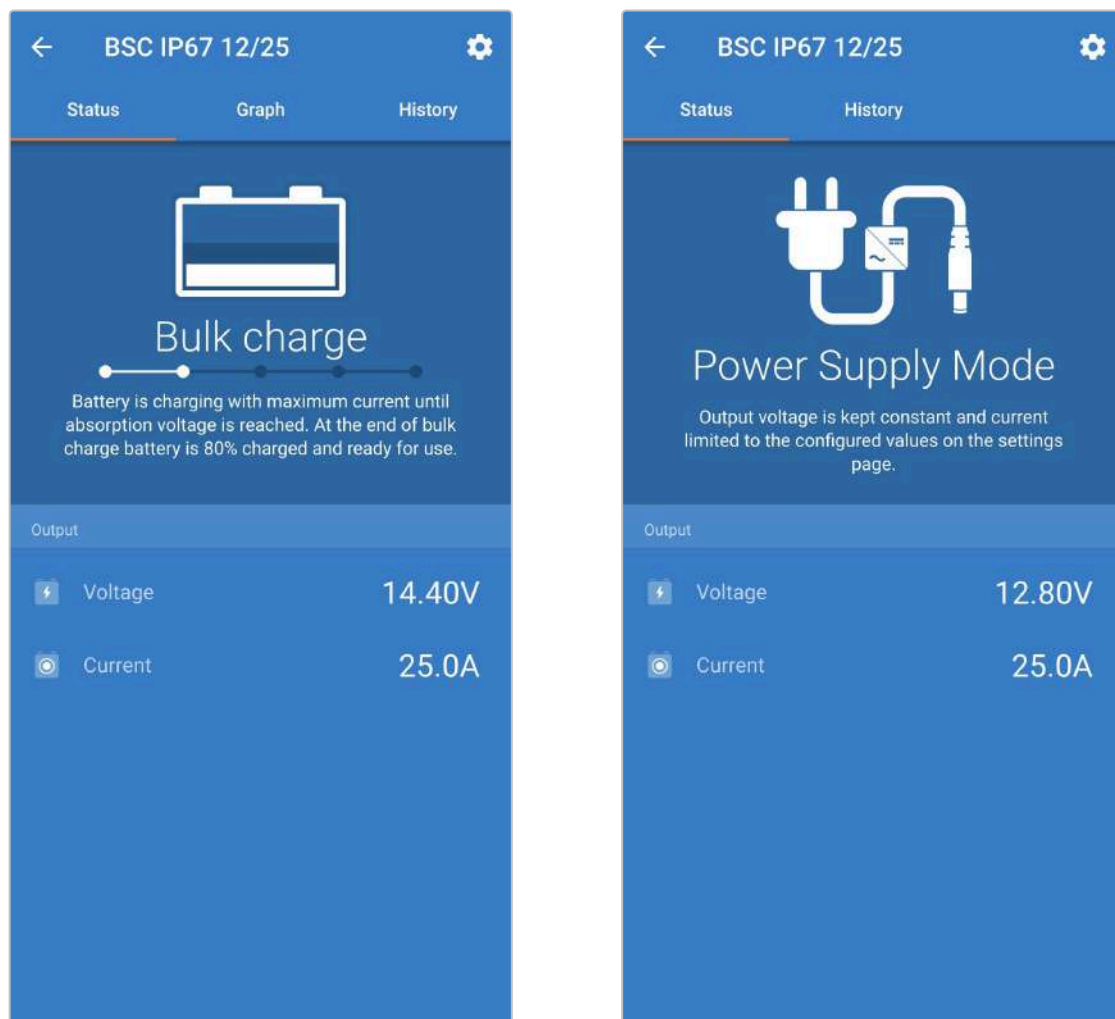 BSC IP67 12/25
Status Graph History
Bulk charge
Battery is charging with maximum current until
absorption voltage is reached. At the end of bulk
charge battery is 80% charged and ready for use.
Output
Voltage 14.40V
Current 25.0A
BSC IP67 12/25
Status History
Power Supply Mode
Output voltage is kept constant and current
limited to the configured values on the settings
page.
Output
Voltage 12.80V
Current 25.0A